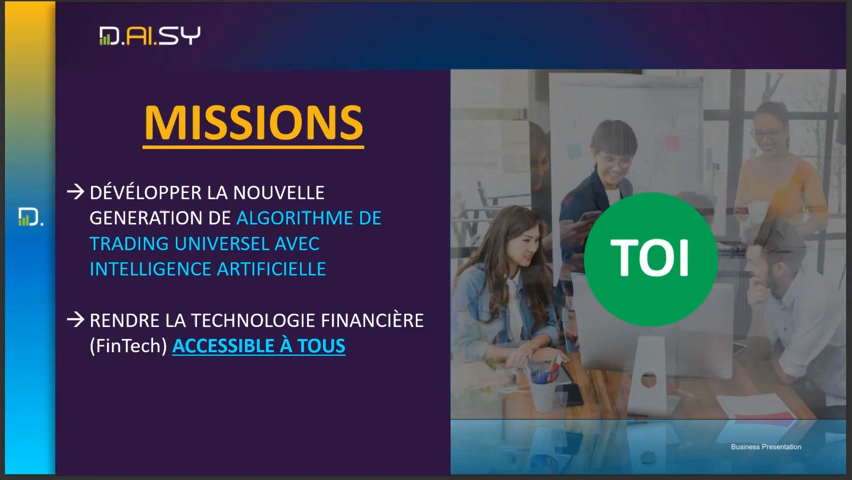 D.AI.SY
MISSIONS
→ DÉVÉLOPPER LA NOUVELLE
GENERATION DE ALGORITHME DE
TRADING UNIVERSEL AVEC
INTELLIGENCE ARTIFICIELLE
→ RENDRE LA TECHNOLOGIE FINANCIÈRE
(FinTech) ACCESSIBLE À TOUS
D.
TOI
Business Presentation